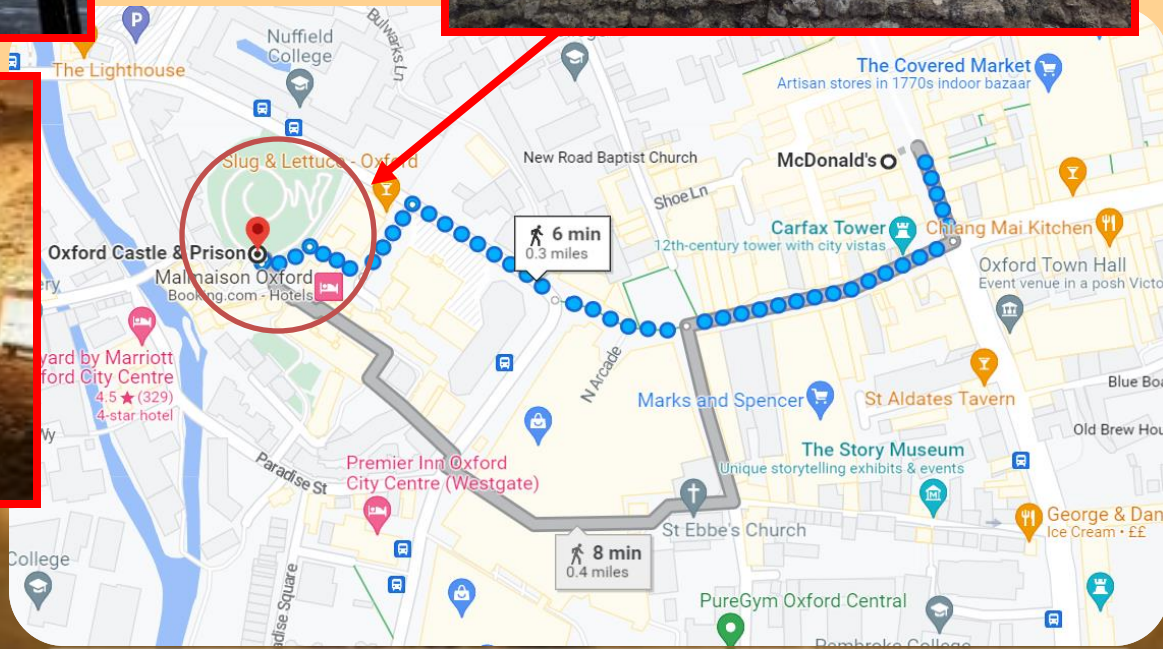 P
Nuffield
College
Bulwarks Ln
The Lighthouse
The Covered Market
Artisan stores in 1770s indoor bazaar
Slug & Lettuce - Oxford
New Road Baptist Church
McDonald's
Shoe Ln
6 min
0.3 miles
Carfax Tower
12th-century tower with city vistas
Chiang Mai Kitchen
Oxford Castle & Prison
Malmaison Oxford
Booking.com - Hotels
Oxford Town Hall
Event venue in a posh Victo
yard by Marriott
ford City Centre
4.5 ★ (329)
4-star hotel
N Arcade
Marks and Spencer
St Aldates Tavern
Blue Boa
Old Brew Hou
Paradise St
Premier Inn Oxford
City Centre (Westgate)
The Story Museum
Unique storytelling exhibits & events
St Ebbe's Church
George & Dan
Ice Cream • ££
8 min
0.4 miles
College
dise Square
PureGym Oxford Central
Pembroke College